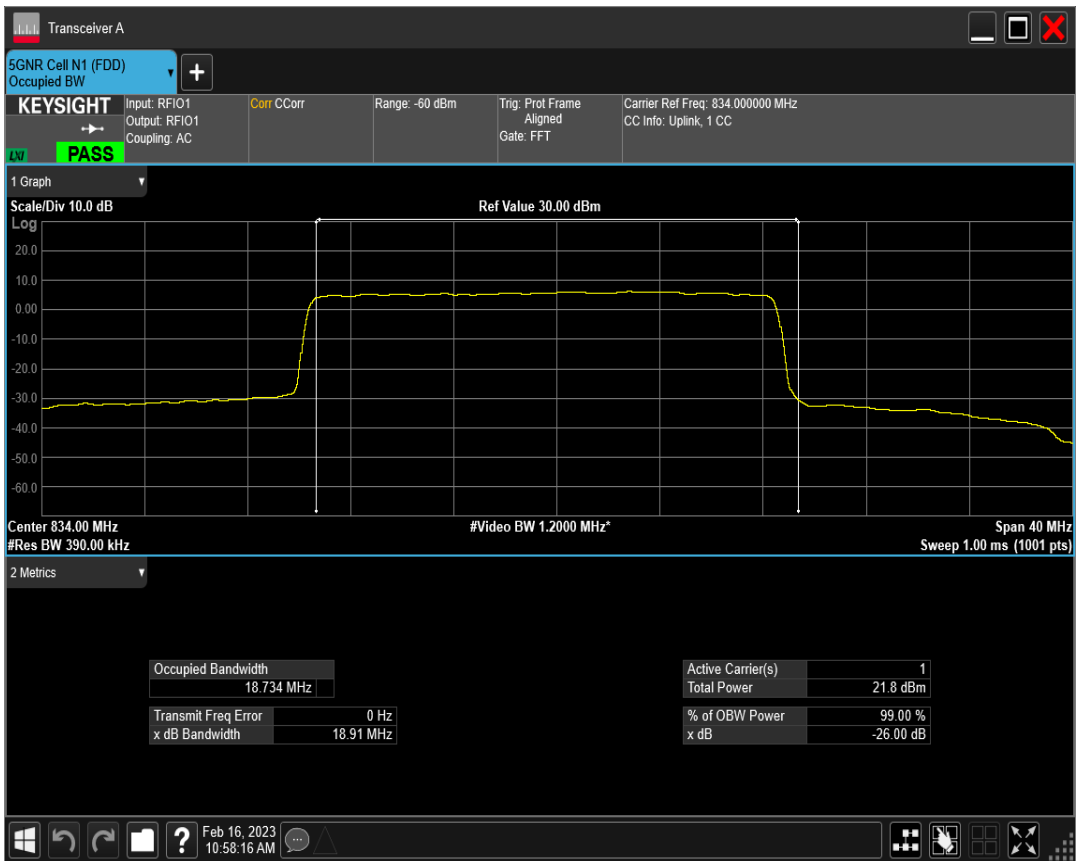 Transceiver A
5GNR Cell N1 (FDD)
Occupied BW
+
KEYSIGHT
LXI
PASS
Input: RFIO1
Output: RFIO1
Coupling: AC
Corr CCorr
Range: -60 dBm
Trig: Prot Frame
Aligned
Gate: FFT
Carrier Ref Freq: 834.000000 MHz
CC Info: Uplink, 1 CC
1 Graph
Scale/Div 10.0 dB
Ref Value 30.00 dBm
Log
20.0
10.0
0.00
-10.0
-20.0
-30.0
-40.0
-50.0
-60.0
Center 834.00 MHz
#Video BW 1.2000 MHz*
Span 40 MHz
#Res BW 390.00 kHz
Sweep 1.00 ms (1001 pts)
2 Metrics
Occupied Bandwidth
18.734 MHz
Transmit Freq Error 0 Hz
x dB Bandwidth 18.91 MHz
Active Carrier(s) 1
Total Power 21.8 dBm
% of OBW Power 99.00 %
x dB -26.00 dB
?
Feb 16, 2023
10:58:16 AM